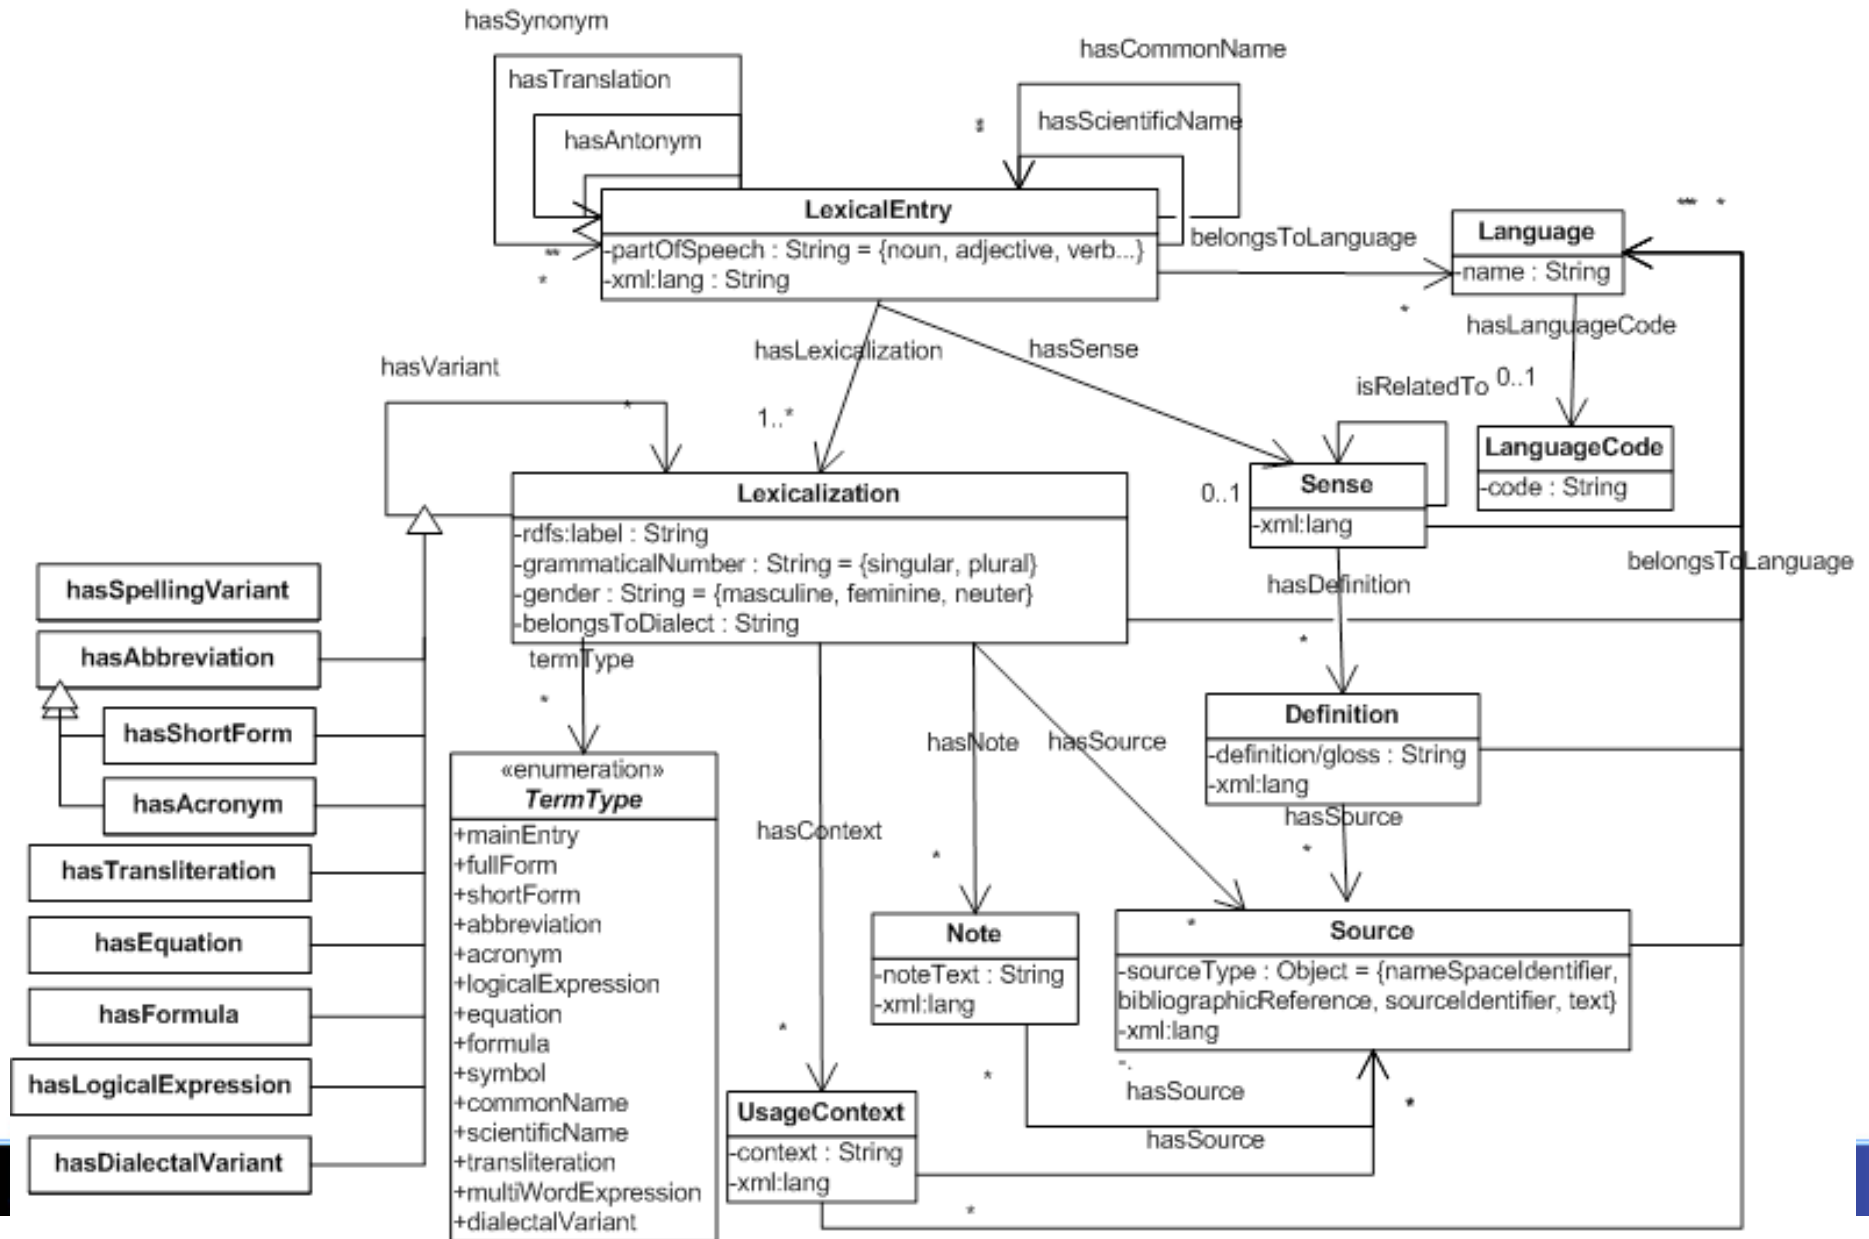 hasSynonym
hasTranslation
hasAntonym
hasCommonName
hasScientificName
*
LexicalEntry
-partOfSpeech : String = {noun, adjective, verb...}
-xml:lang : String
**
*
belongsToLanguage
*
** *
Language
-name : String
hasLanguageCode
0..1
LanguageCode
-code : String
hasLexicalization
1..*
hasSense
0..1
isRelatedTo
Sense
-xml:lang
belongsToLanguage
hasVariant
*
Lexicalization
-rdfs:label : String
-grammaticalNumber : String = {singular, plural}
-gender : String = {masculine, feminine, neuter}
-belongsToDialect : String
hasSpellingVariant
hasAbbreviation
hasShortForm
hasAcronym
hasTransliteration
hasEquation
hasFormula
hasLogicalExpression
hasDialectalVariant
termType
*
«enumeration»
TermType
+mainEntry
+fullForm
+shortForm
+abbreviation
+acronym
+logicalExpression
+equation
+formula
+symbol
+commonName
+scientificName
+transliteration
+multiWordExpression
+dialectalVariant
hasDefinition
*
Definition
-definition/gloss : String
-xml:lang
hasSource
*
hasNote
*
hasSource
*
hasContext
*
Note
-noteText : String
-xml:lang
*
Source
-sourceType : Object = {nameSpaceIdentifier,
bibliographicReference, sourceIdentifier, text}
-xml:lang
-.
hasSource
*
hasSource
UsageContext
-context : String
-xml:lang
*